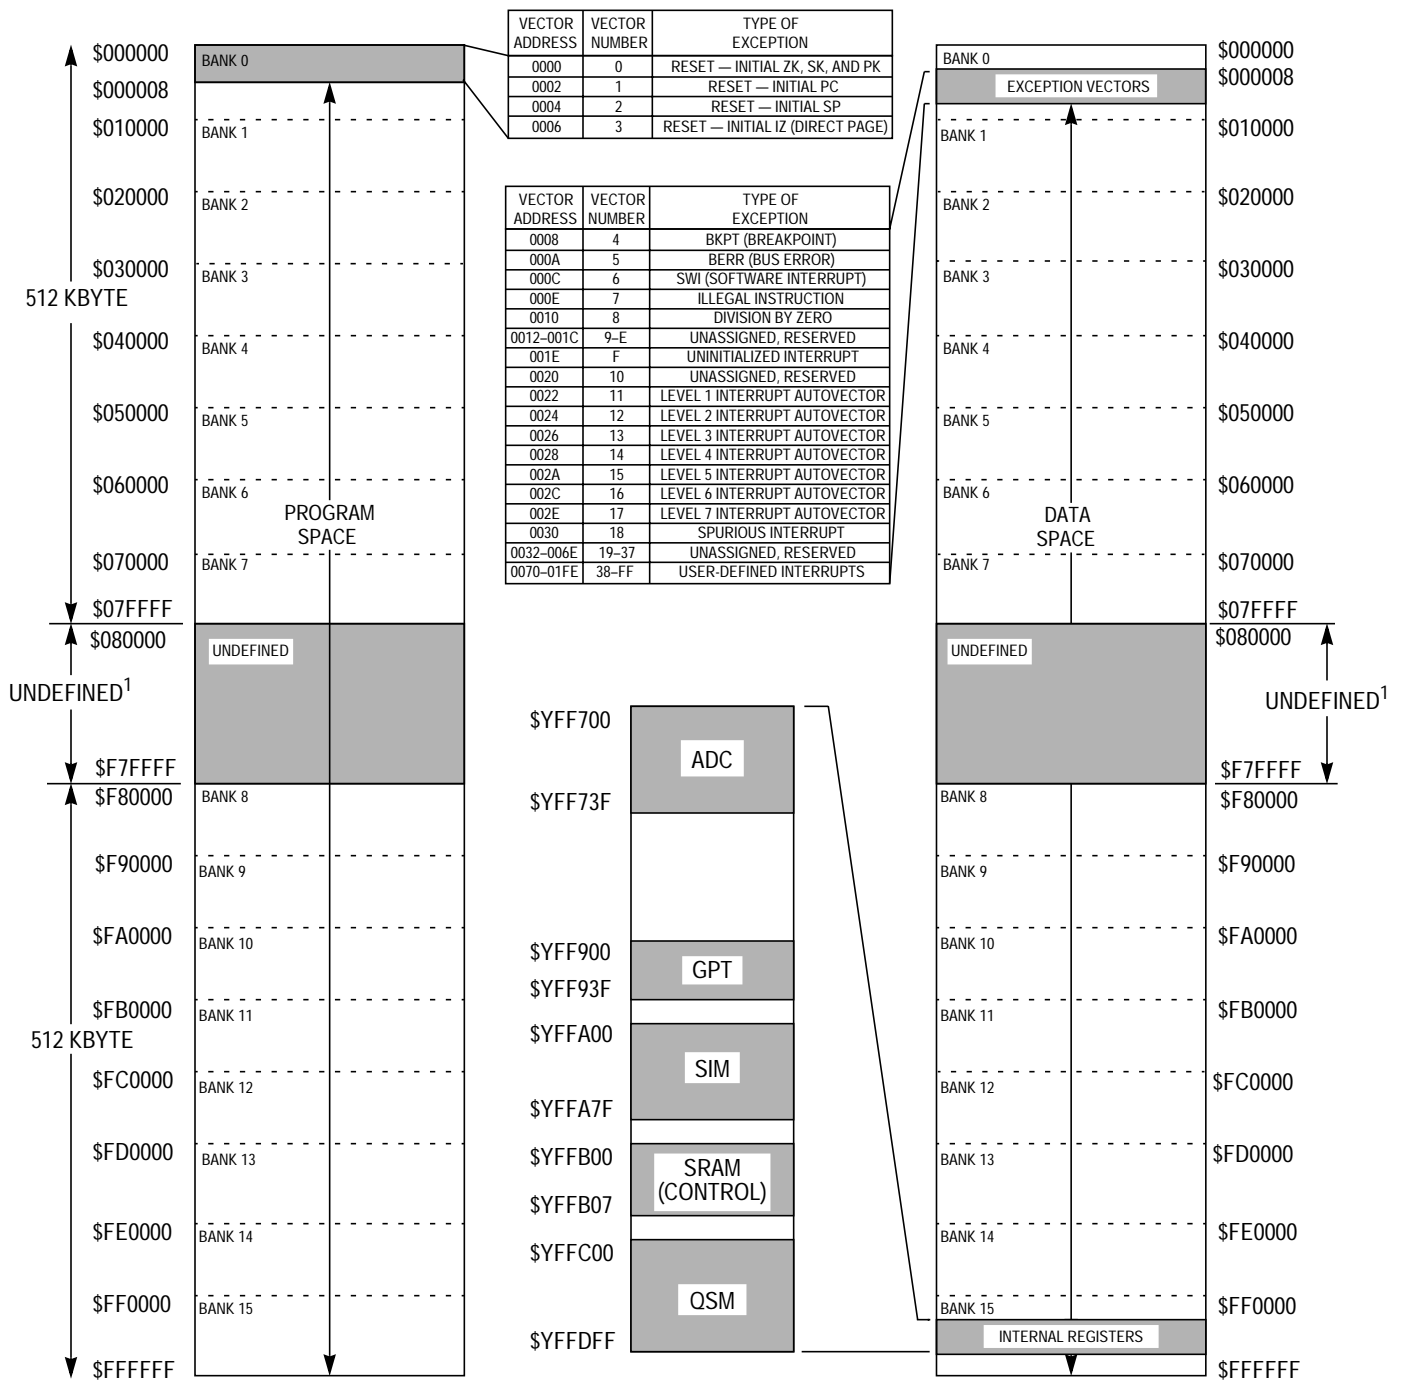 $000000
$000008
$010000
$020000
$030000
512 KBYTE
$040000
$050000
$060000
$070000
$07FFFF
$080000
UNDEFINED1
$F7FFFF
$F80000
$F90000
$FA0000
$FB0000
512 KBYTE
$FC0000
$FD0000
$FE0000
$FF0000
$FFFFFF
BANK 0
BANK 1
BANK 2
BANK 3
BANK 4
BANK 5
BANK 6
PROGRAM
SPACE
BANK 7
UNDEFINED
BANK 8
BANK 9
BANK 10
BANK 11
BANK 12
BANK 13
BANK 14
BANK 15
VECTOR ADDRESS VECTOR NUMBER TYPE OF EXCEPTION
0000 0 RESET — INITIAL ZK, SK, AND PK
0002 1 RESET — INITIAL PC
0004 2 RESET — INITIAL SP
0006 3 RESET — INITIAL IZ (DIRECT PAGE)
VECTOR ADDRESS VECTOR NUMBER TYPE OF EXCEPTION
0008 4 BKPT (BREAKPOINT)
000A 5 BERR (BUS ERROR)
000C 6 SWI (SOFTWARE INTERRUPT)
000E 7 ILLEGAL INSTRUCTION
0010 8 DIVISION BY ZERO
0012–001C 9–E UNASSIGNED, RESERVED
001E F UNINITIALIZED INTERRUPT
0020 10 UNASSIGNED, RESERVED
0022 11 LEVEL 1 INTERRUPT AUTOVECTOR
0024 12 LEVEL 2 INTERRUPT AUTOVECTOR
0026 13 LEVEL 3 INTERRUPT AUTOVECTOR
0028 14 LEVEL 4 INTERRUPT AUTOVECTOR
002A 15 LEVEL 5 INTERRUPT AUTOVECTOR
002C 16 LEVEL 6 INTERRUPT AUTOVECTOR
002E 17 LEVEL 7 INTERRUPT AUTOVECTOR
0030 18 SPURIOUS INTERRUPT
0032–006E 19–37 UNASSIGNED, RESERVED
0070–01FE 38–FF USER-DEFINED INTERRUPTS
$YFF700
ADC
$YFF73F
$YFF900
GPT
$YFF93F
$YFFA00
SIM
$YFFA7F
$YFFB00
SRAM
(CONTROL)
$YFFB07
$YFFC00
QSM
$YFFDFF
BANK 0
EXCEPTION VECTORS
BANK 1
BANK 2
BANK 3
BANK 4
BANK 5
BANK 6
DATA
SPACE
BANK 7
UNDEFINED
BANK 8
BANK 9
BANK 10
BANK 11
BANK 12
BANK 13
BANK 14
BANK 15
INTERNAL REGISTERS
$000000
$000008
$010000
$020000
$030000
$040000
$050000
$060000
$070000
$07FFFF
$080000
UNDEFINED1
$F7FFFF
$F80000
$F90000
$FA0000
$FB0000
$FC0000
$FD0000
$FE0000
$FF0000
$FFFFFF